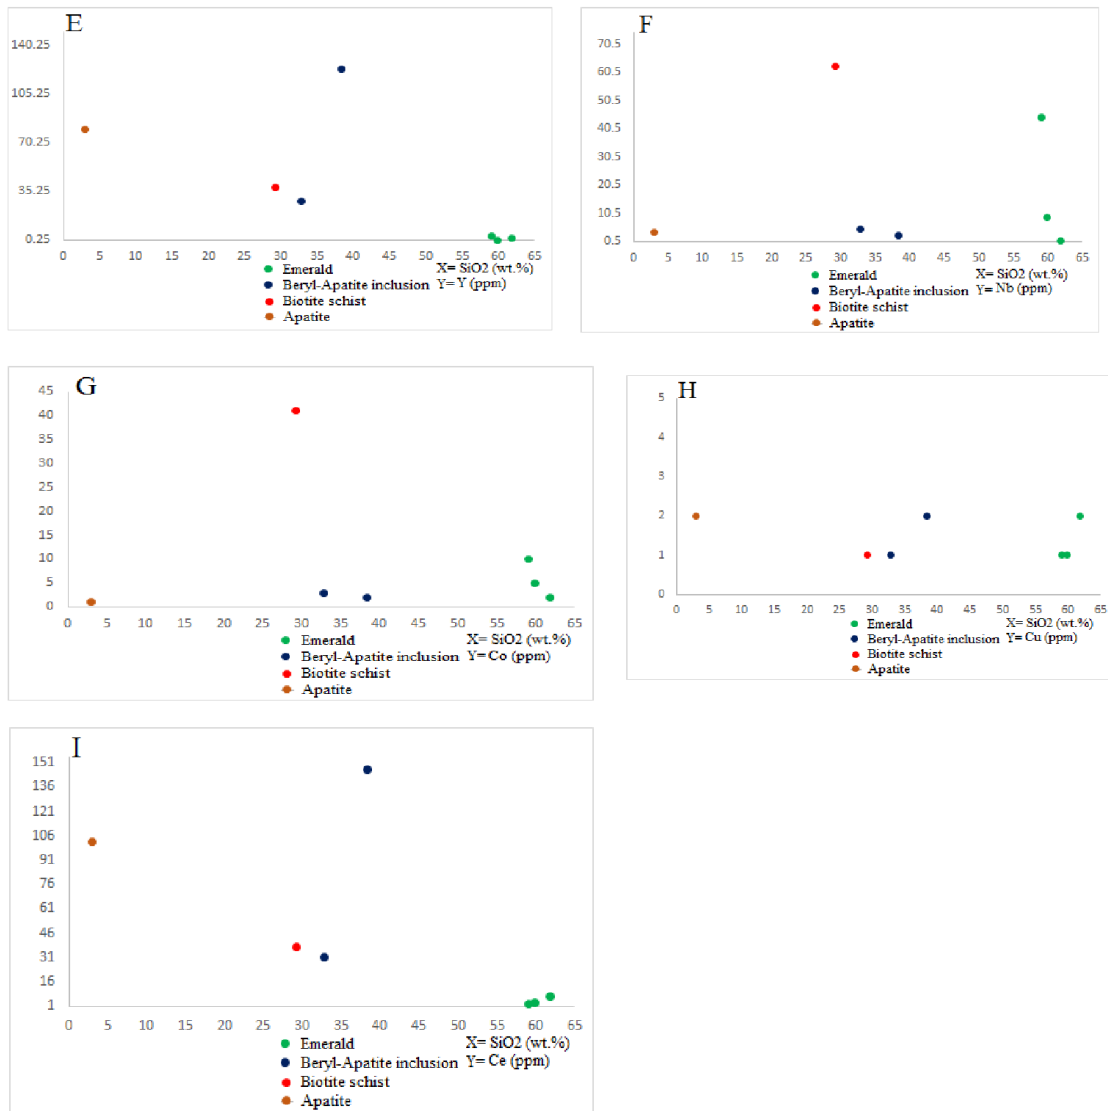 E
140.25
105.25
70.25
35.25
0.25
0 5 10 15 20 25 30 35 40 45 50 55 60 65
Emerald X= SiO2 (wt.%)
Beryl-Apatite inclusion Y= Y (ppm)
Biotite schist
Apatite
F
70.5
60.5
50.5
40.5
30.5
20.5
10.5
0.5
0 5 10 15 20 25 30 35 40 45 50 55 60 65
Emerald X= SiO2 (wt.%)
Beryl-Apatite inclusion Y= Nb (ppm)
Biotite schist
Apatite
G
45
40
35
30
25
20
15
10
5
0
0 5 10 15 20 25 30 35 40 45 50 55 60 65
Emerald X= SiO2 (wt.%)
Beryl-Apatite inclusion Y= Co (ppm)
Biotite schist
Apatite
H
5
4
3
2
1
0
0 5 10 15 20 25 30 35 40 45 50 55 60 65
Emerald X= SiO2 (wt.%)
Beryl-Apatite inclusion Y= Cu (ppm)
Biotite schist
Apatite
I
151
136
121
106
91
76
61
46
31
16
1
0 5 10 15 20 25 30 35 40 45 50 55 60 65
Emerald X= SiO2 (wt.%)
Beryl-Apatite inclusion Y= Ce (ppm)
Biotite schist
Apatite